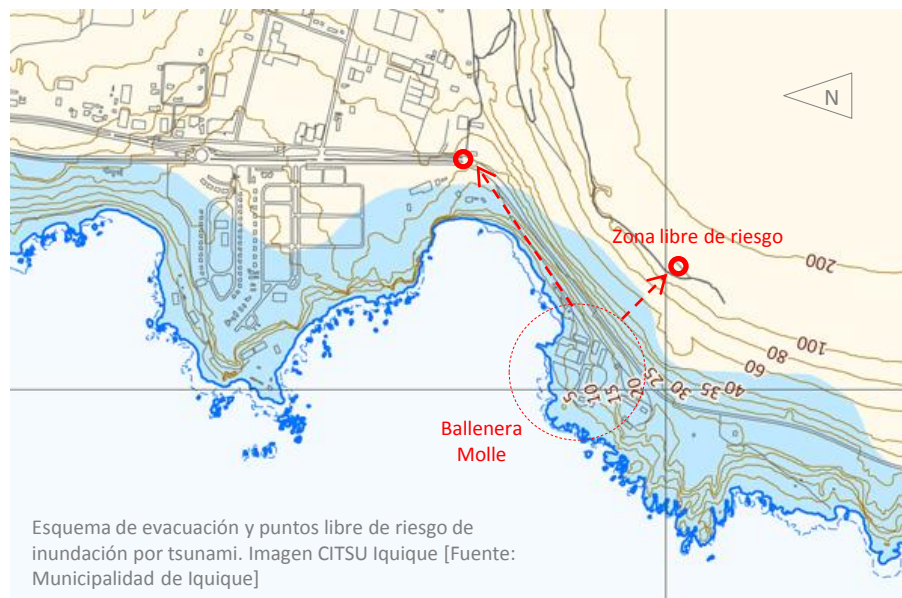 N
Zona libre de riesgo
200
100
80
60
40
35
30
25
20
15
10
5
Ballenera
Molle
Esquema de evacuación y puntos libre de riesgo de
inundación por tsunami. Imagen CITSU Iquique [Fuente:
Municipalidad de Iquique]